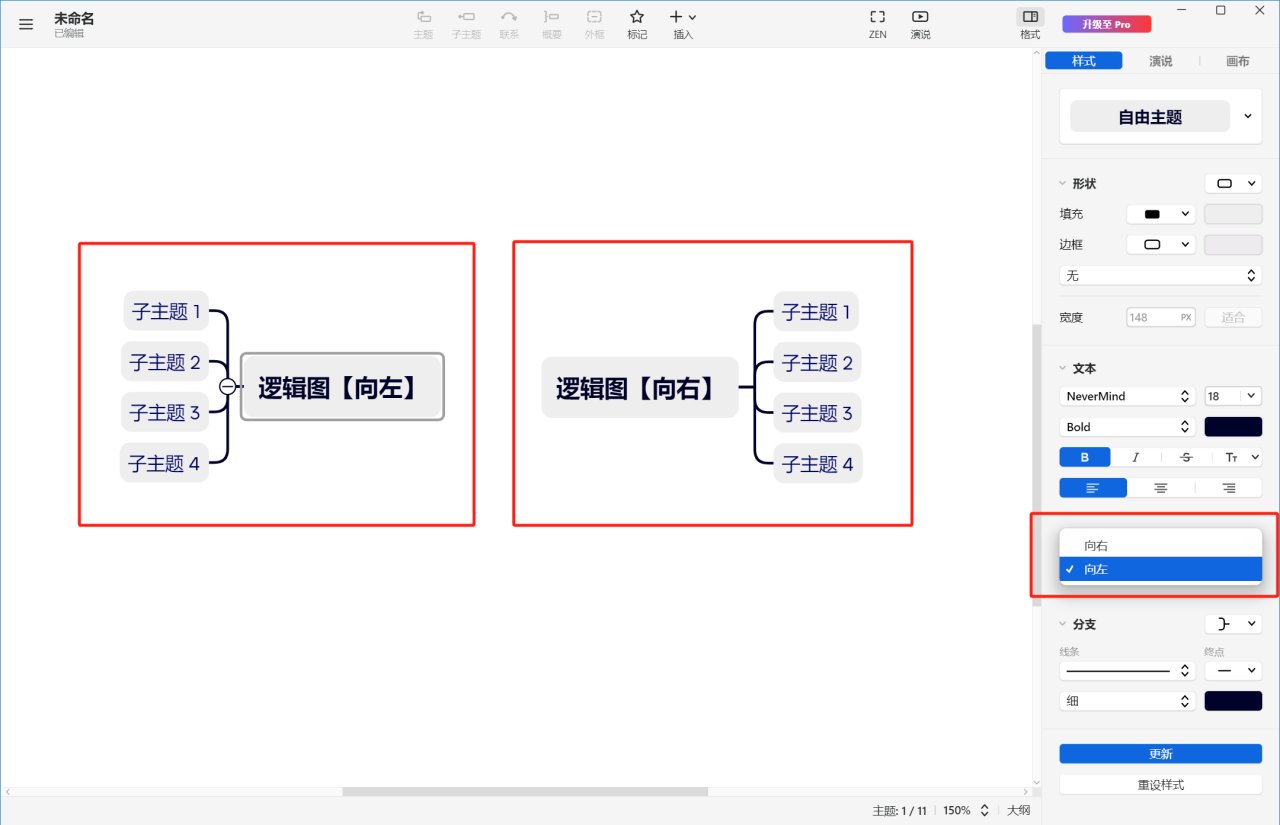 未命名
已编辑
主题 子主题 联系 概要 外框 标记 插入 ZEN 演说 格式
升级至 Pro
样式 演说 画布
自由主题
形状
填充
边框
无
宽度 148 PX 适合
文本
NeverMind 18
Bold
B I S Tт
向右
向左
分支
线条 终点
细
更新
重设样式
子主题 1
子主题 2
子主题 3
子主题 4
逻辑图【向左】
逻辑图【向右】
子主题 1
子主题 2
子主题 3
子主题 4
主题: 1 / 11 150% 大纲